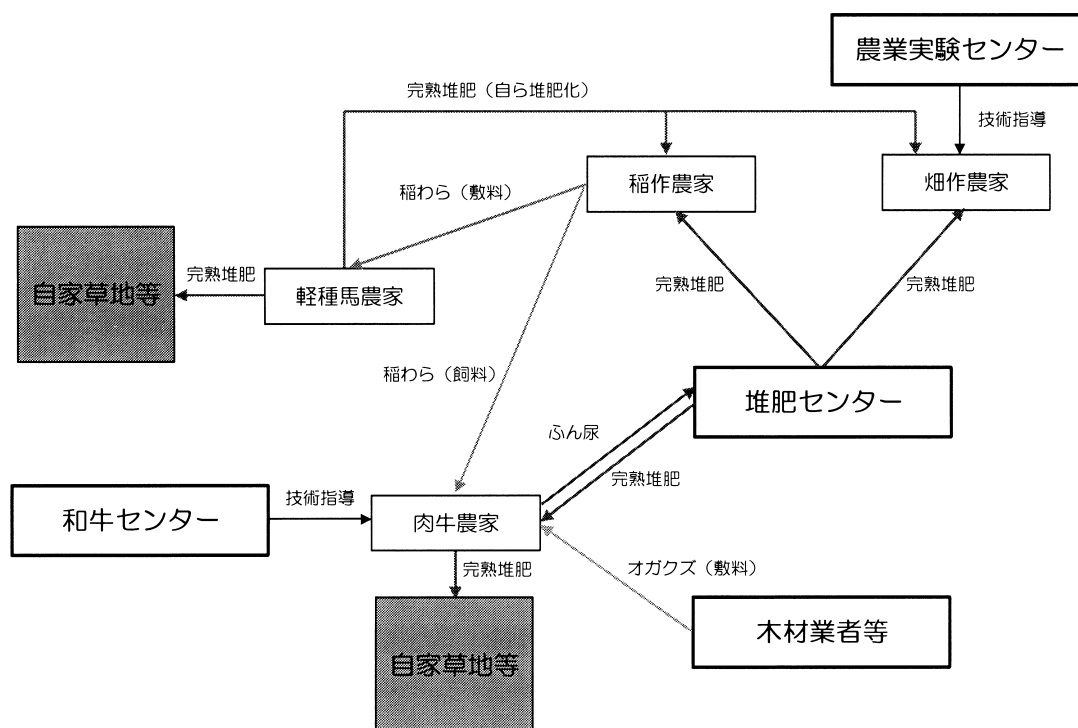 農業実験センター
完熟堆肥（自ら堆肥化）
技術指導
稲作農家
畑作農家
稲わら（敷料）
自家草地等
完熟堆肥
軽種馬農家
完熟堆肥
完熟堆肥
稲わら（飼料）
堆肥センター
ふん尿
完熟堆肥
和牛センター
技術指導
肉牛農家
完熟堆肥
オガクズ（敷料）
木材業者等
自家草地等